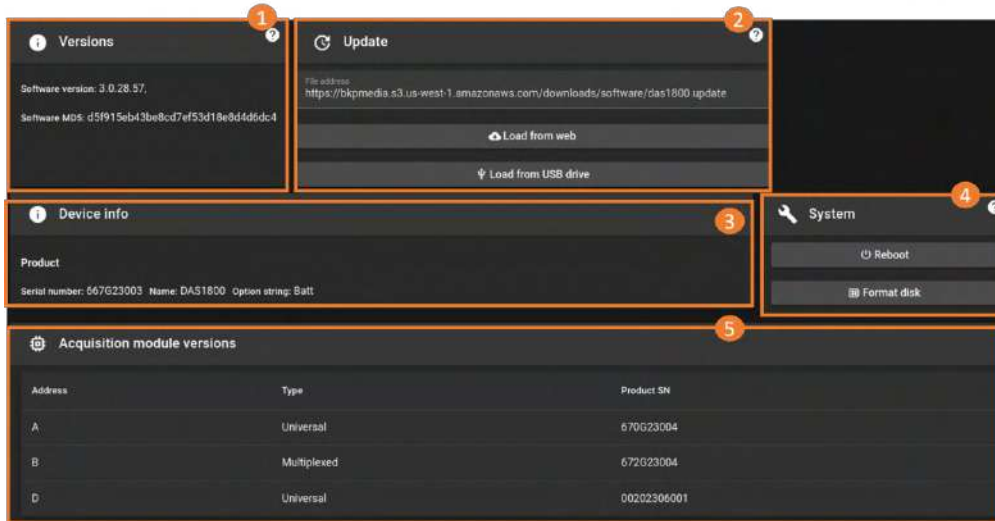 1
2
Versions
?
Update
?
Software version: 3.0.28.57,
Software MD5: d5f915eb43be8cd7ef53d18e8d4d6dc4
File address
https://bkpmedia.s3.us-west-1.amazonaws.com/downloads/software/das1800.update
Load from web
Load from USB drive
Device info
3
Product
Serial number: 667G23003 Name: DAS1800 Option string: Batt
4
System
?
Reboot
Format disk
5
Acquisition module versions
Address Type Product SN
A Universal 670G23004
B Multiplexed 672G23004
D Universal 00202306001